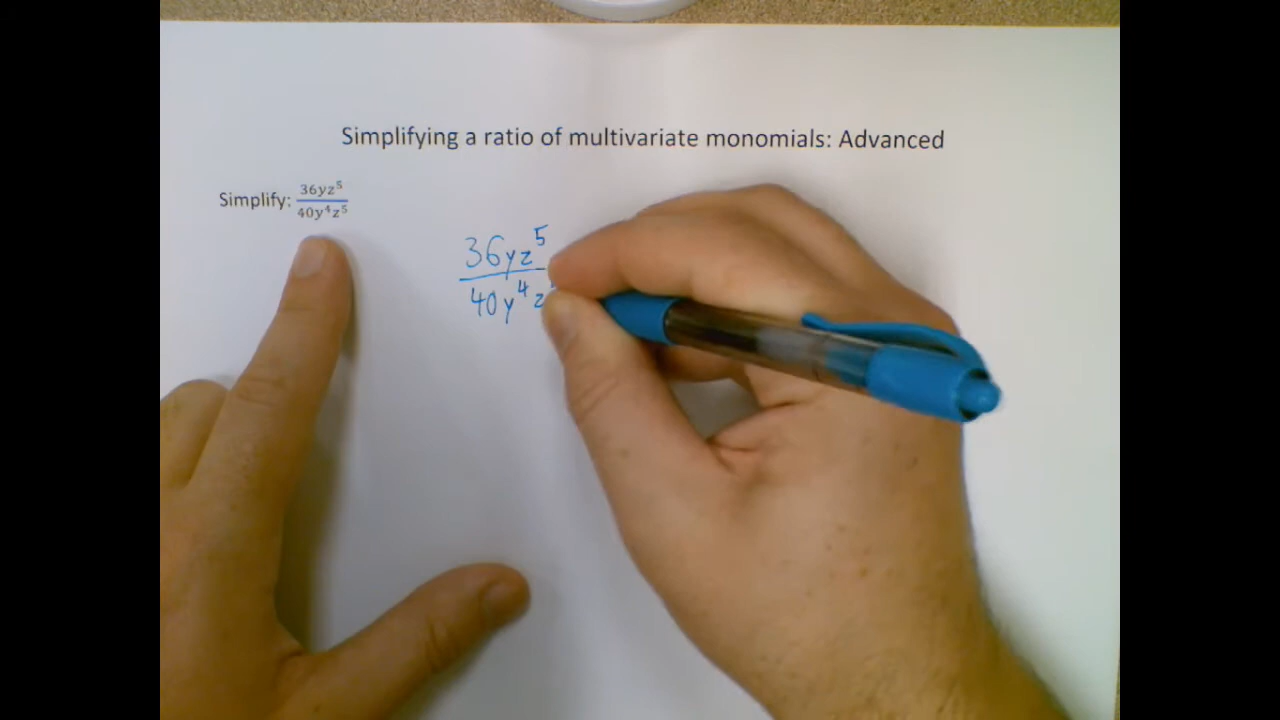 Simplifying a ratio of multivariate monomials: Advanced
Simplify: 36yz⁵/40y⁴z⁵
36yz⁵
40y⁴z